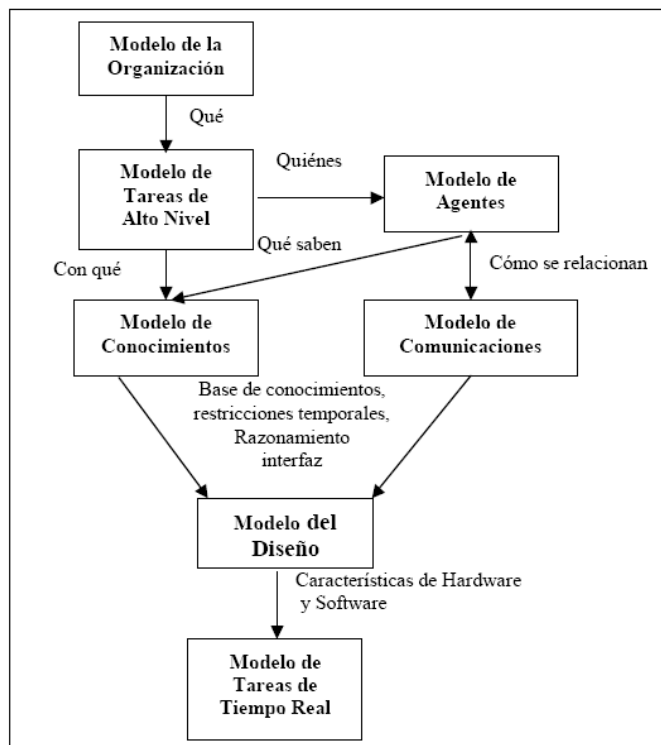 Modelo de la
Organización
Qué
Modelo de
Tareas de
Alto Nivel
Quiénes
Modelo de
Agentes
Qué saben
Con qué
Cómo se relacionan
Modelo de
Conocimientos
Modelo de
Comunicaciones
Base de conocimientos,
restricciones temporales,
Razonamiento
interfaz
Modelo del
Diseño
Características de Hardware
y Software
Modelo de
Tareas de
Tiempo Real